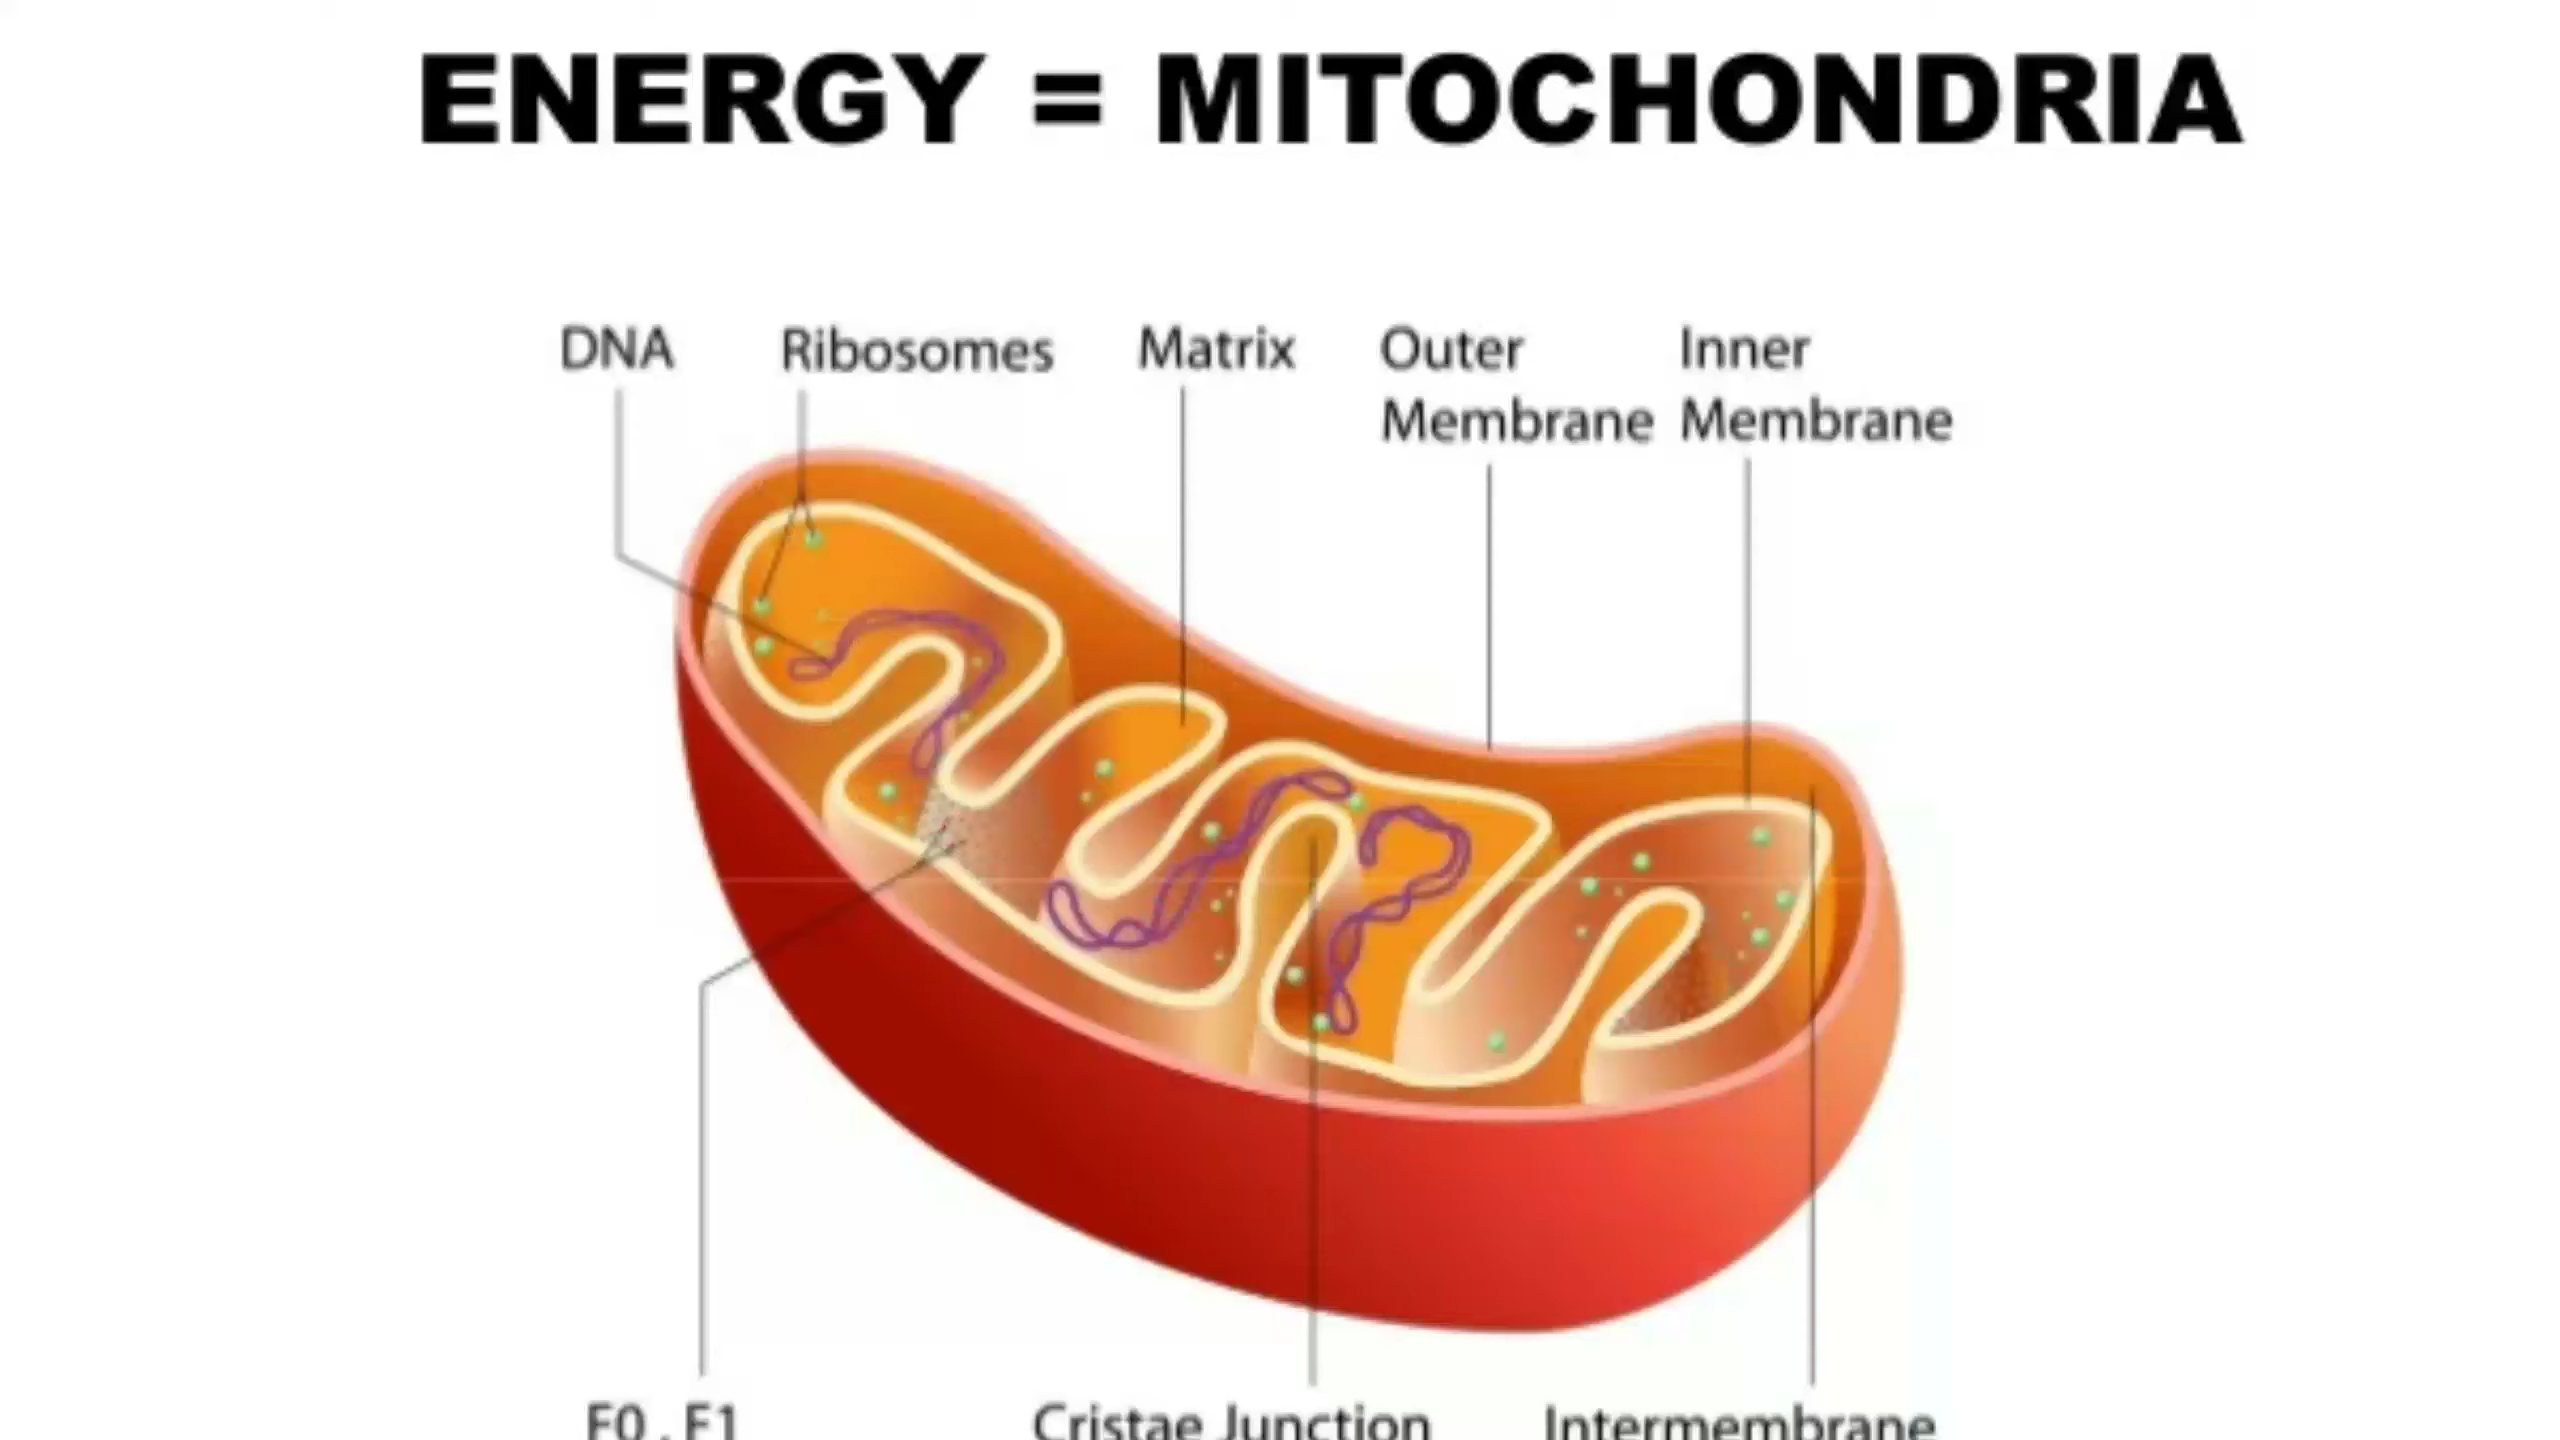 ENERGY = MITOCHONDRIA
DNA
Ribosomes
Matrix
Outer
Membrane
Inner
Membrane
F0 , F1
Cristae Junction
Intermembrane